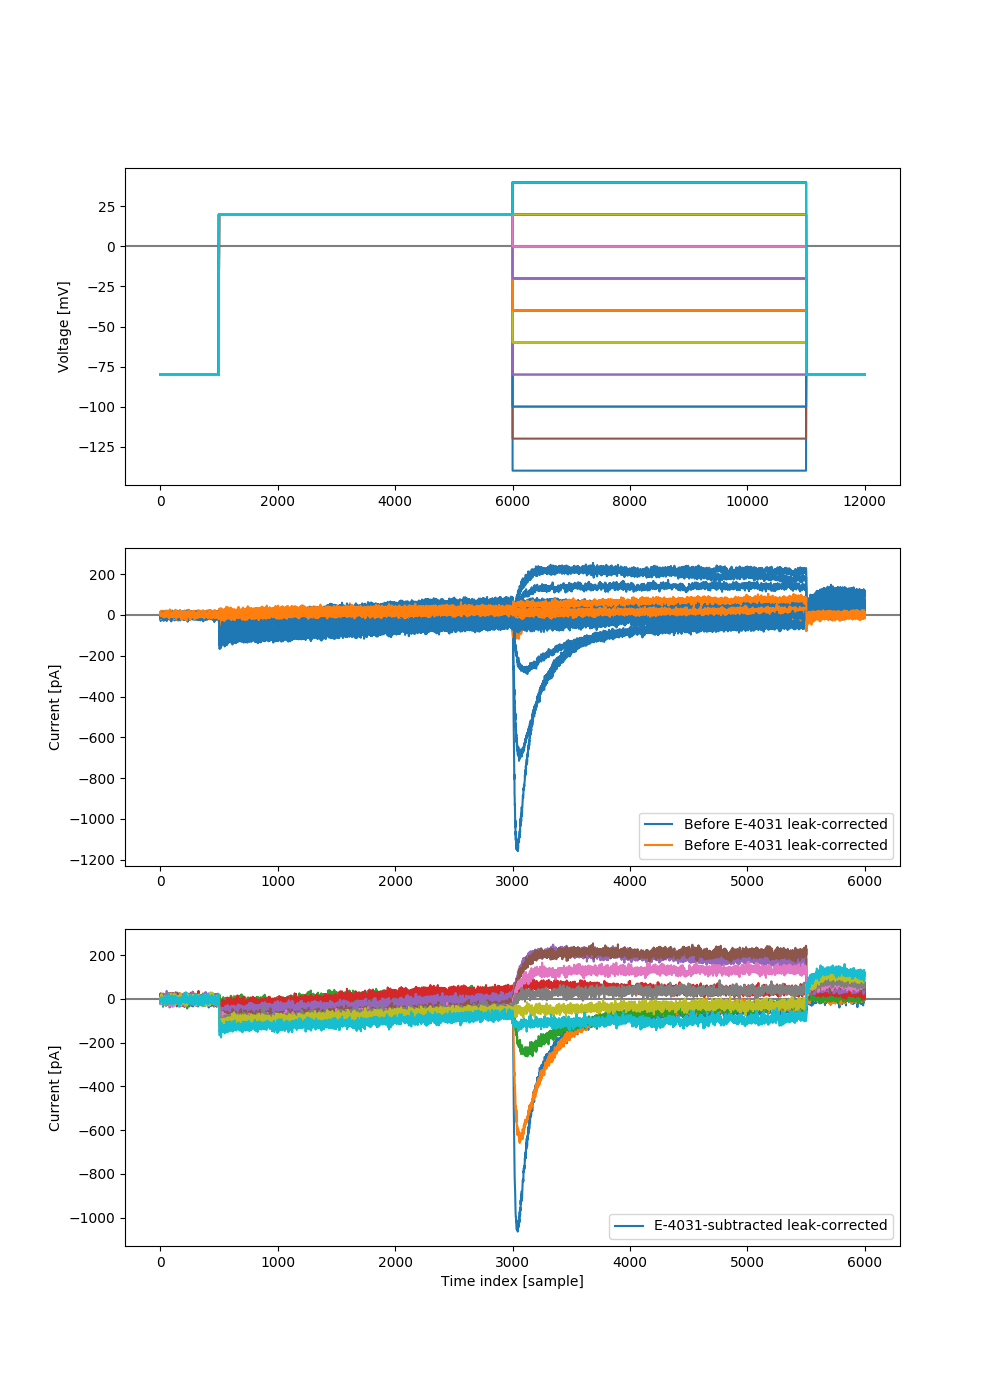 25
0
−25
−50
−75
−100
−125
Voltage [mV]
0 2000 4000 6000 8000 10000 12000
200
0
−200
−400
−600
−800
−1000
−1200
Current [pA]
Before E-4031 leak-corrected
Before E-4031 leak-corrected
0 1000 2000 3000 4000 5000 6000
200
0
−200
−400
−600
−800
−1000
Current [pA]
E-4031-subtracted leak-corrected
0 1000 2000 3000 4000 5000 6000
Time index [sample]